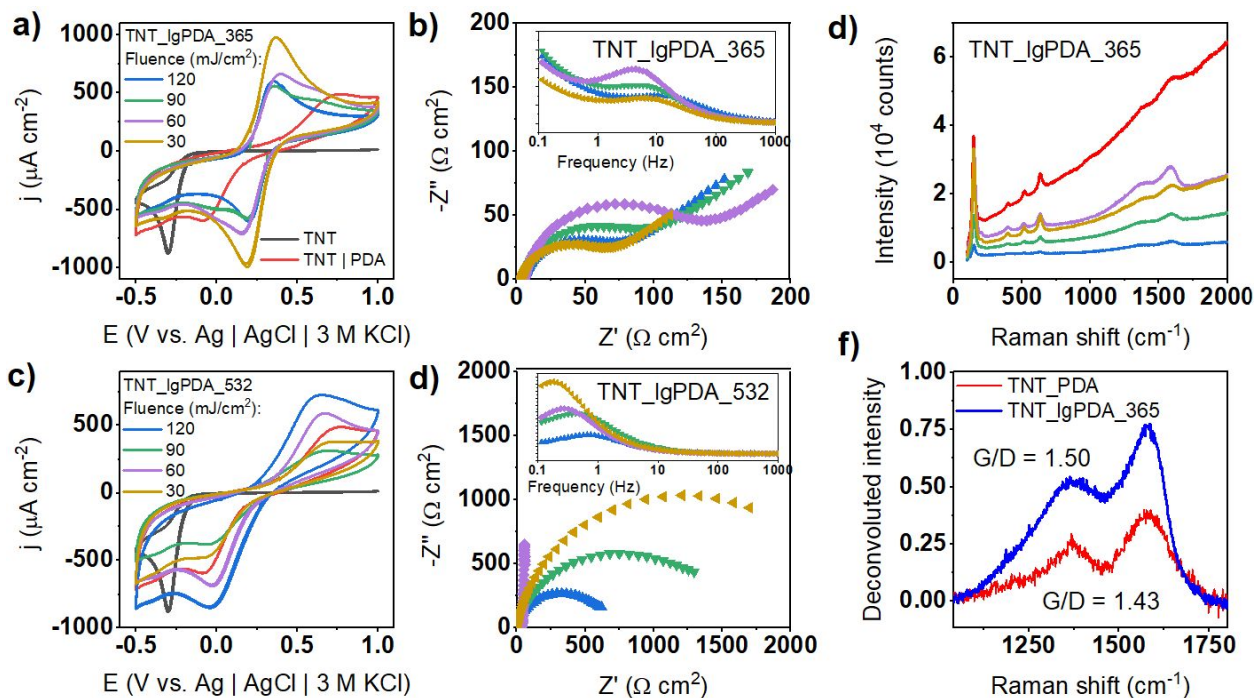 a)
TNT_lgPDA_365
Fluence (mJ/cm²):
120
90
60
30
TNT
TNT | PDA
1000
500
0
-500
-1000
j (µA cm⁻²)
-0.5 0.0 0.5 1.0
E (V vs. Ag | AgCl | 3 M KCl)
b)
TNT_lgPDA_365
0.1 1 10 100 1000
Frequency (Hz)
200
150
100
50
0
-Z'' (Ω cm²)
0 50 100 150 200
Z' (Ω cm²)
d)
TNT_lgPDA_365
6
4
2
0
Intensity (10⁴ counts)
0 500 1000 1500 2000
Raman shift (cm⁻¹)
c)
TNT_lgPDA_532
Fluence (mJ/cm²):
120
90
60
30
500
0
-500
-1000
j (µA cm⁻²)
-0.5 0.0 0.5 1.0
E (V vs. Ag | AgCl | 3 M KCl)
d)
TNT_lgPDA_532
0.1 1 10 100 1000
Frequency (Hz)
2000
1500
1000
500
0
-Z'' (Ω cm²)
0 500 1000 1500 2000
Z' (Ω cm²)
f)
TNT_PDA
TNT_lgPDA_365
G/D = 1.50
G/D = 1.43
1.00
0.75
0.50
0.25
0.00
Deconvoluted intensity
1250 1500 1750
Raman shift (cm⁻¹)